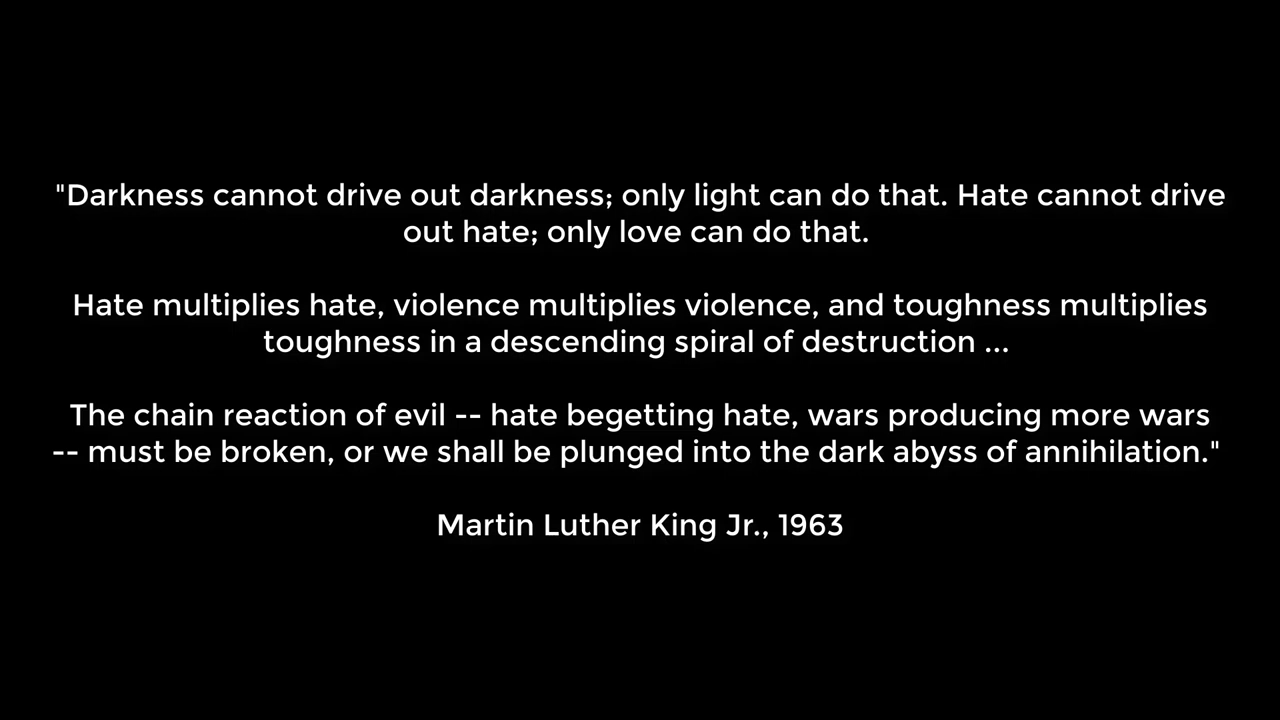 "Darkness cannot drive out darkness; only light can do that. Hate cannot drive
out hate; only love can do that.
Hate multiplies hate, violence multiplies violence, and toughness multiplies
toughness in a descending spiral of destruction ...
The chain reaction of evil -- hate begetting hate, wars producing more wars
-- must be broken, or we shall be plunged into the dark abyss of annihilation."
Martin Luther King Jr., 1963